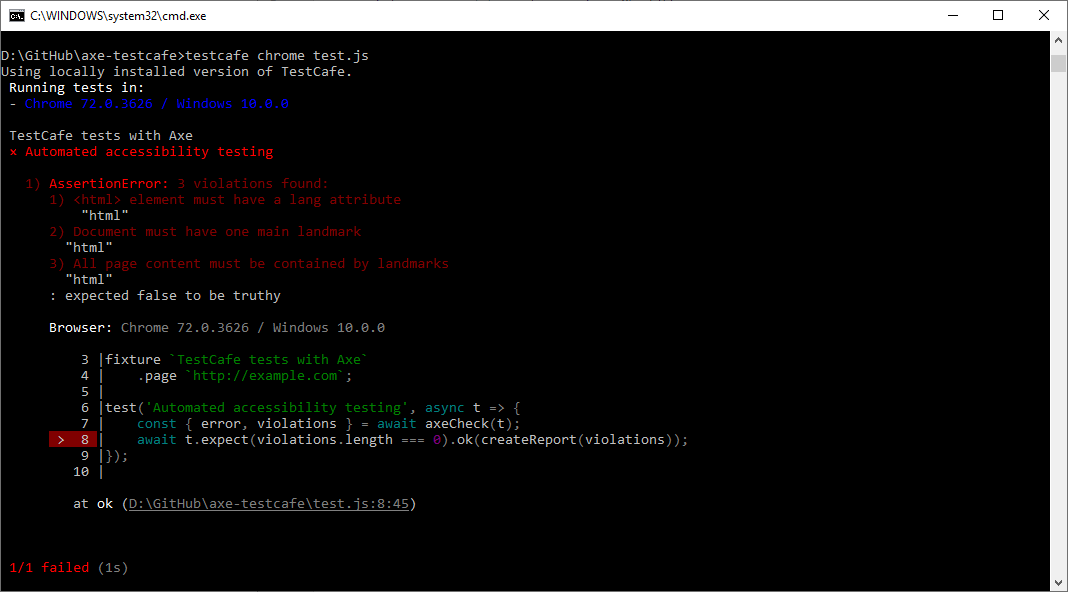 C:\WINDOWS\system32\cmd.exe
D:\GitHub\axe-testcafe>testcafe chrome test.js
Using locally installed version of TestCafe.
Running tests in:
- Chrome 72.0.3626 / Windows 10.0.0
TestCafe tests with Axe
× Automated accessibility testing
1) AssertionError: 3 violations found:
1) <html> element must have a lang attribute
"html"
2) Document must have one main landmark
"html"
3) All page content must be contained by landmarks
"html"
: expected false to be truthy
Browser: Chrome 72.0.3626 / Windows 10.0.0
3 |fixture `TestCafe tests with Axe`
4 |    .page `http://example.com`;
5 |
6 |test('Automated accessibility testing', async t => {
7 |    const { error, violations } = await axeCheck(t);
> 8 |    await t.expect(violations.length === 0).ok(createReport(violations));
9 |});
10 |
at ok (D:\GitHub\axe-testcafe\test.js:8:45)
1/1 failed (1s)